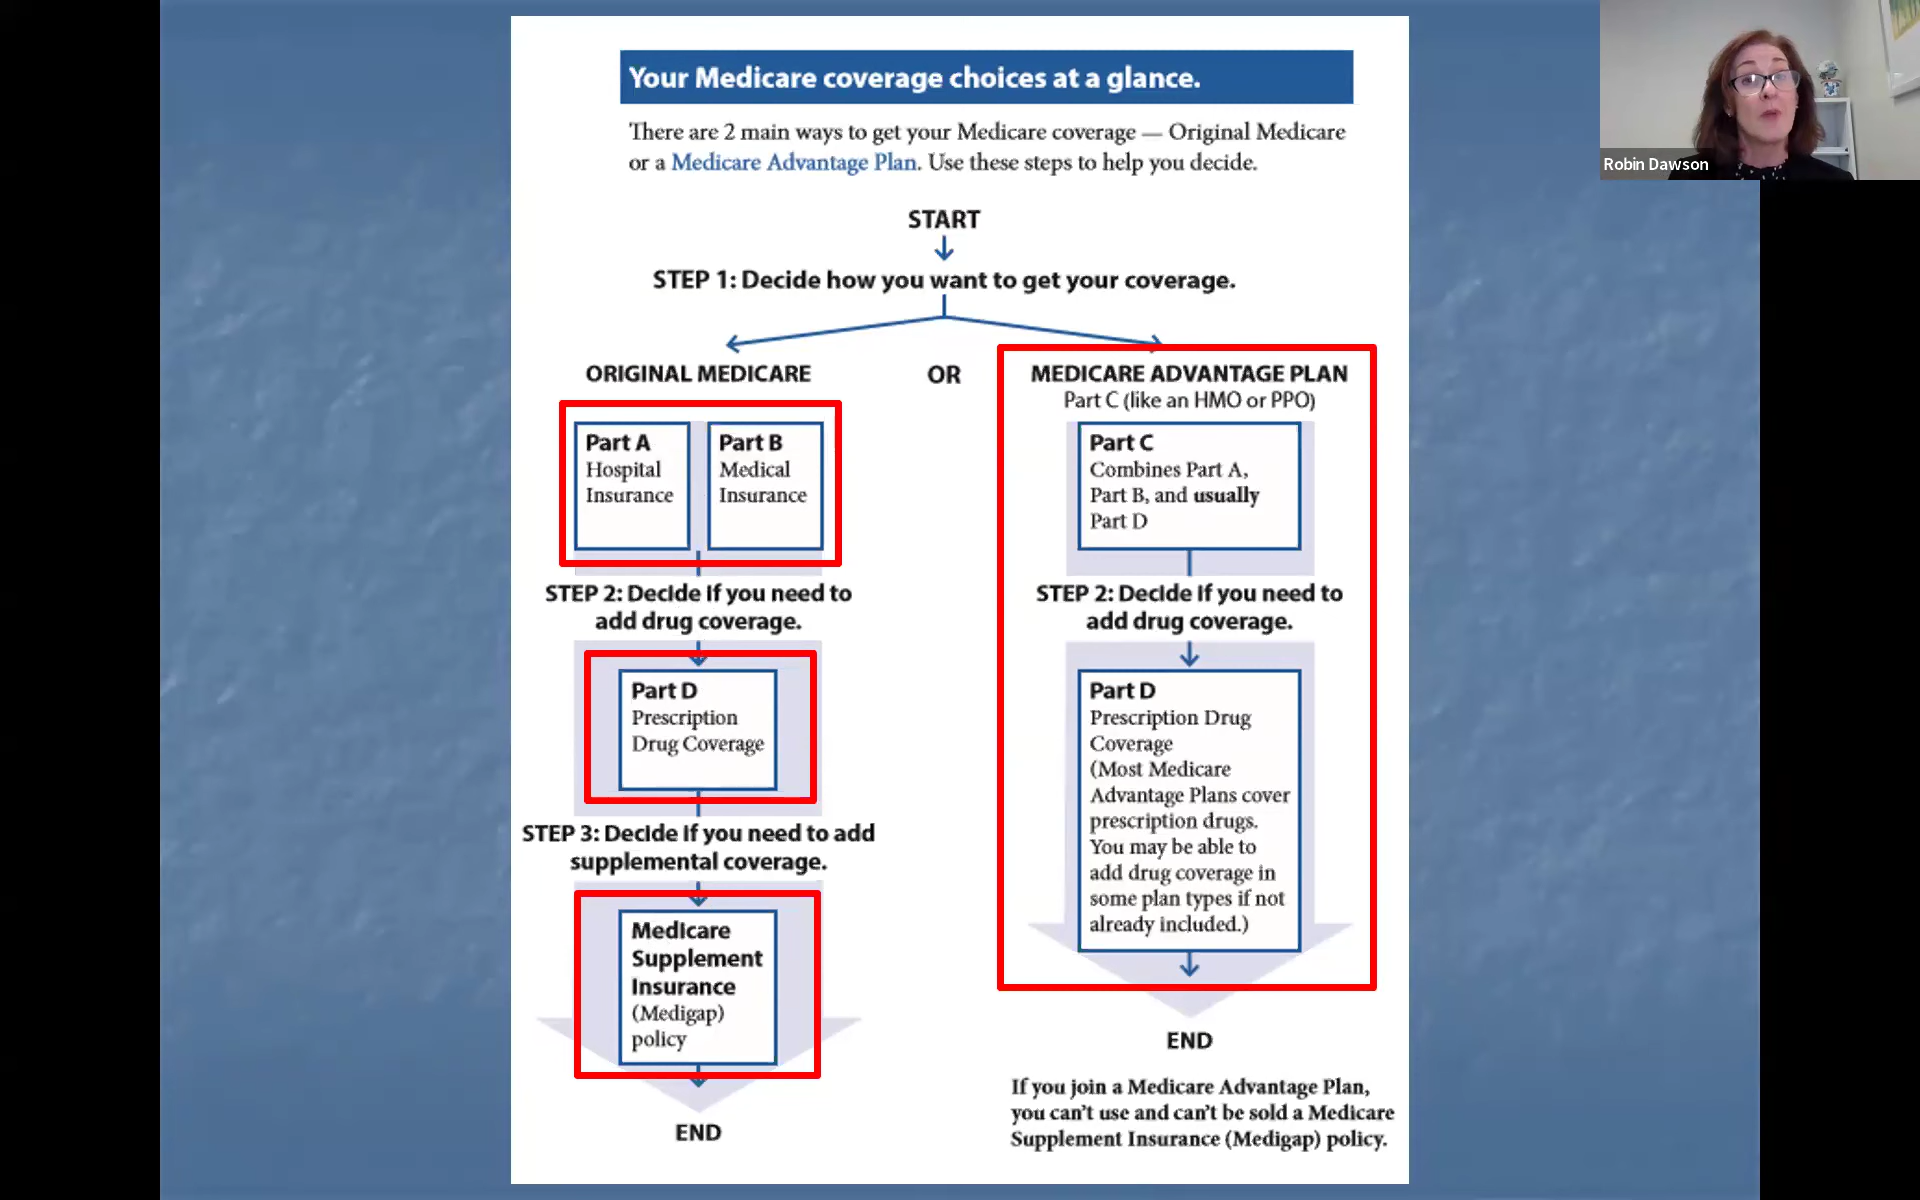 Your Medicare coverage choices at a glance.
There are 2 main ways to get your Medicare coverage — Original Medicare
or a Medicare Advantage Plan. Use these steps to help you decide.
START
STEP 1: Decide how you want to get your coverage.
ORIGINAL MEDICARE
Part A
Hospital
Insurance
Part B
Medical
Insurance
STEP 2: Decide if you need to
add drug coverage.
Part D
Prescription
Drug Coverage
STEP 3: Decide if you need to add
supplemental coverage.
Medicare
Supplement
Insurance
(Medigap)
policy
END
OR
MEDICARE ADVANTAGE PLAN
Part C (like an HMO or PPO)
Part C
Combines Part A,
Part B, and usually
Part D
STEP 2: Decide if you need to
add drug coverage.
Part D
Prescription Drug
Coverage
(Most Medicare
Advantage Plans cover
prescription drugs.
You may be able to
add drug coverage in
some plan types if not
already included.)
END
If you join a Medicare Advantage Plan,
you can't use and can't be sold a Medicare
Supplement Insurance (Medigap) policy.
Robin Dawson